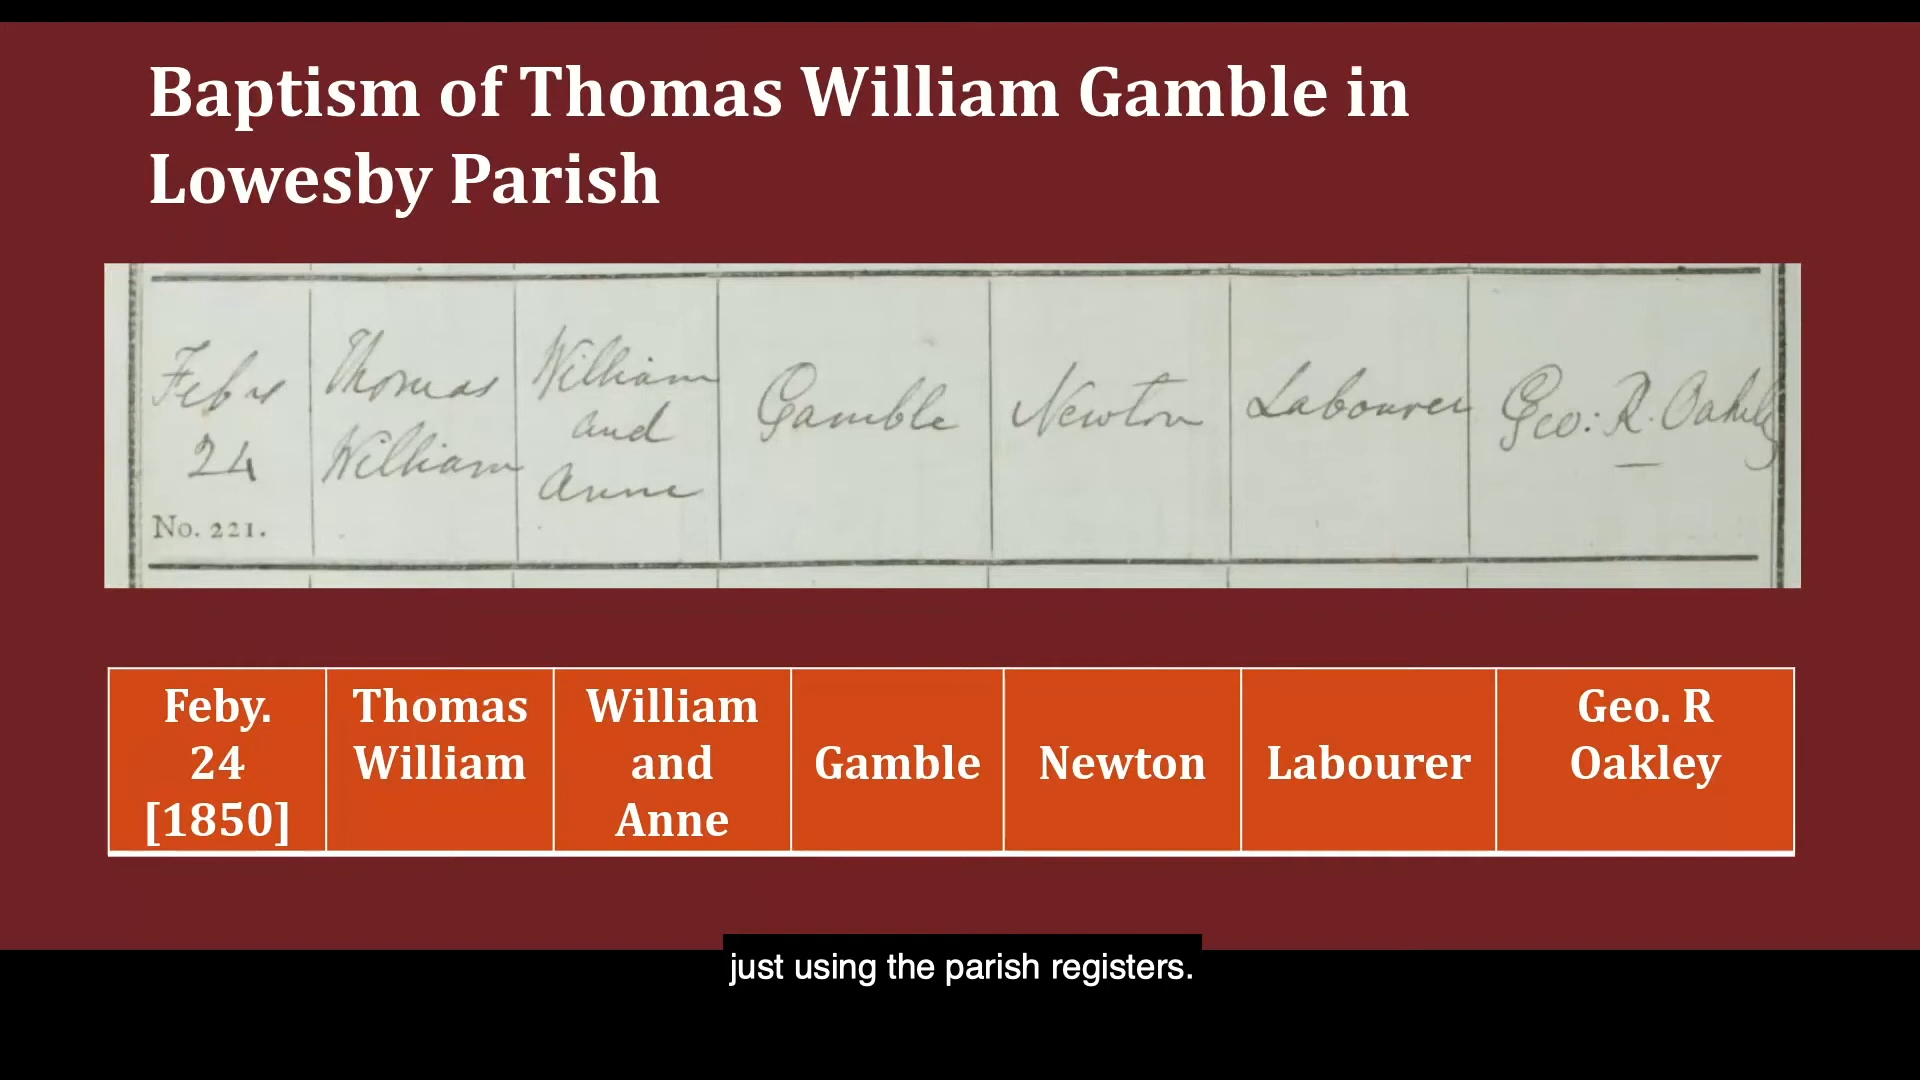 Baptism of Thomas William Gamble in
Lowesby Parish
Feby
24
No. 221.
Thomas
William
William
and
Anne
Gamble
Newton
Labourer
Geo: R. Oakley
Feby.
24
[1850]
Thomas
William
William
and
Anne
Gamble
Newton
Labourer
Geo. R
Oakley
just using the parish registers.